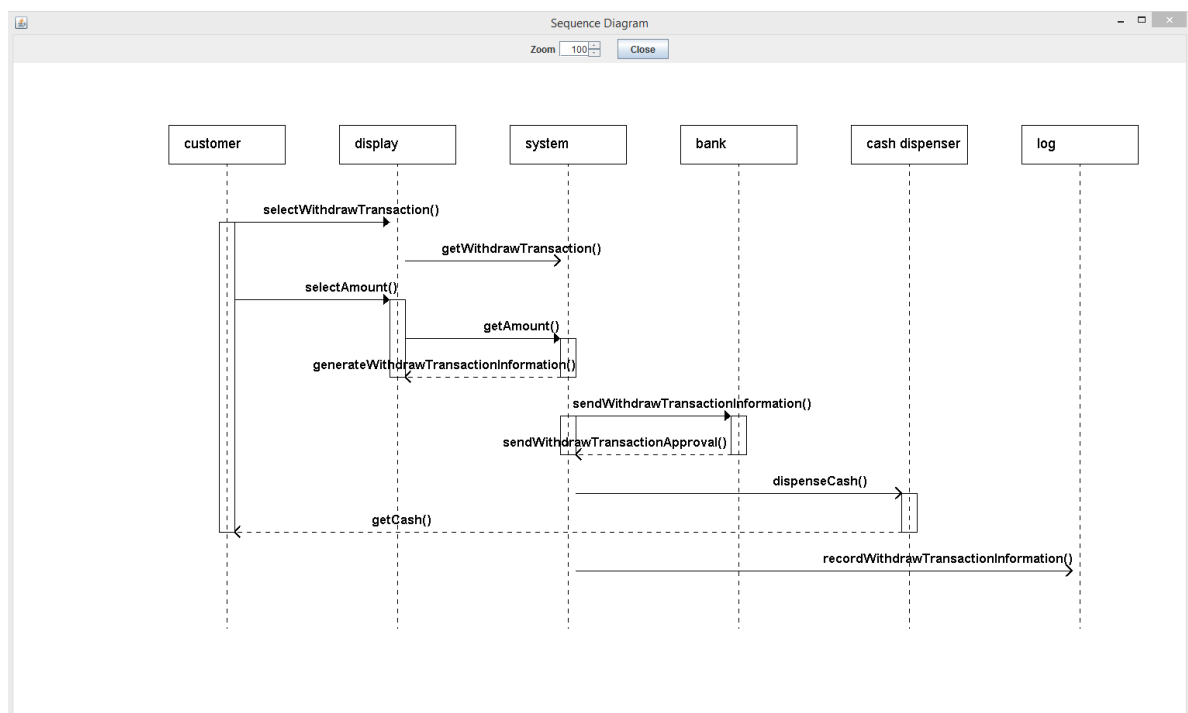 Sequence Diagram
Zoom 100 Close
customer display system bank cash dispenser log
selectWithdrawTransaction()
getWithdrawTransaction()
selectAmount()
getAmount()
generateWithdrawTransactionInformation()
sendWithdrawTransactionInformation()
sendWithdrawTransactionApproval()
dispenseCash()
getCash()
recordWithdrawTransactionInformation()